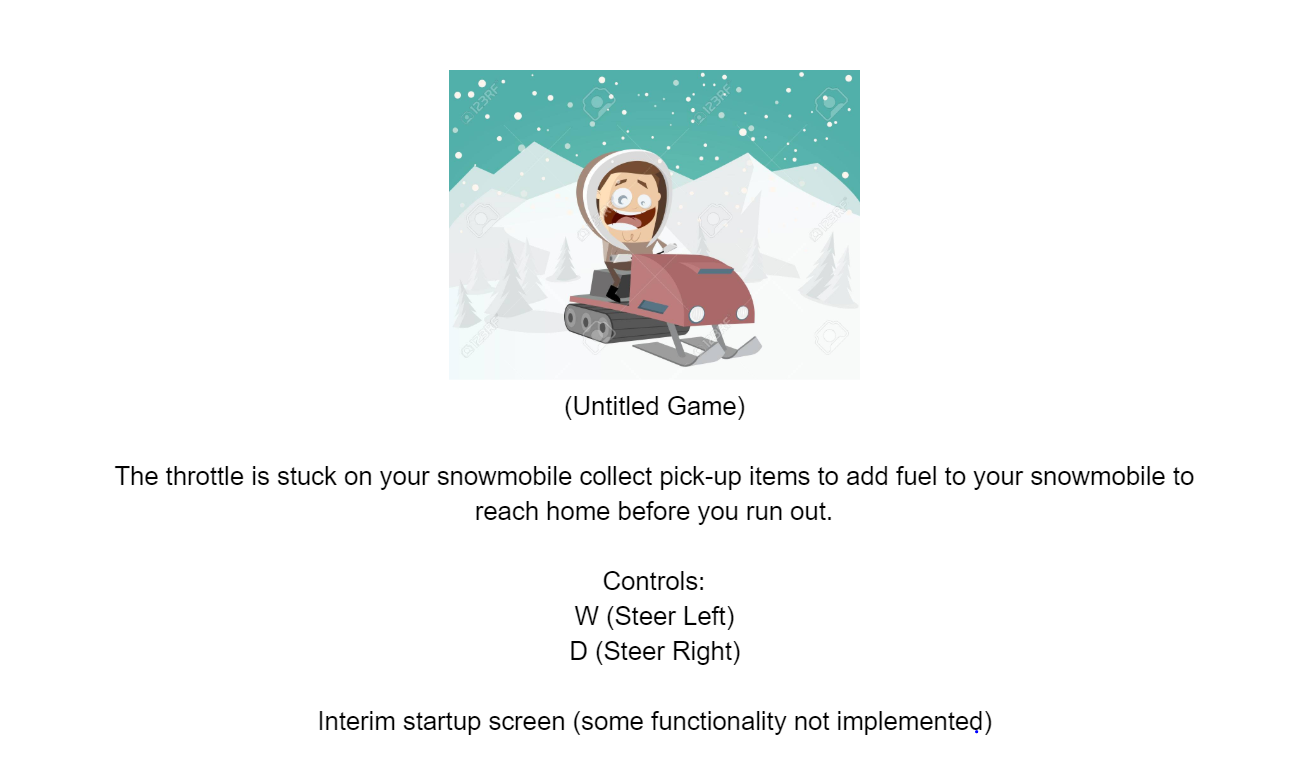 123RF
123RF
(Untitled Game)
The throttle is stuck on your snowmobile collect pick-up items to add fuel to your snowmobile to
reach home before you run out.
Controls:
W (Steer Left)
D (Steer Right)
Interim startup screen (some functionality not implemented)